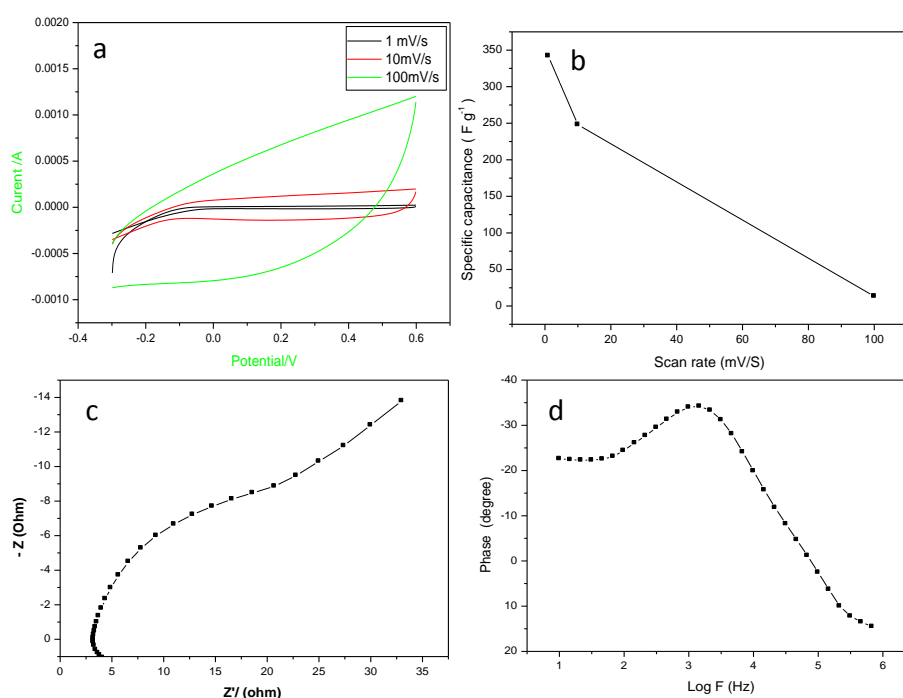 a
1 mV/s
10mV/s
100mV/s
0.0020
0.0015
0.0010
0.0005
0.0000
-0.0005
-0.0010
Curent /A
-0.4 -0.2 0.0 0.2 0.4 0.6
Potential/V
b
350
300
250
200
150
100
50
0
Specific capacitance ( F g-1)
0 20 40 60 80 100
Scan rate (mV/S)
c
-14
-12
-10
-8
-6
-4
-2
0
- Z (Ohm)
0 5 10 15 20 25 30 35
Z'/ (ohm)
d
-40
-30
-20
-10
0
10
20
Phase (degree)
1 2 3 4 5 6
Log F (Hz)